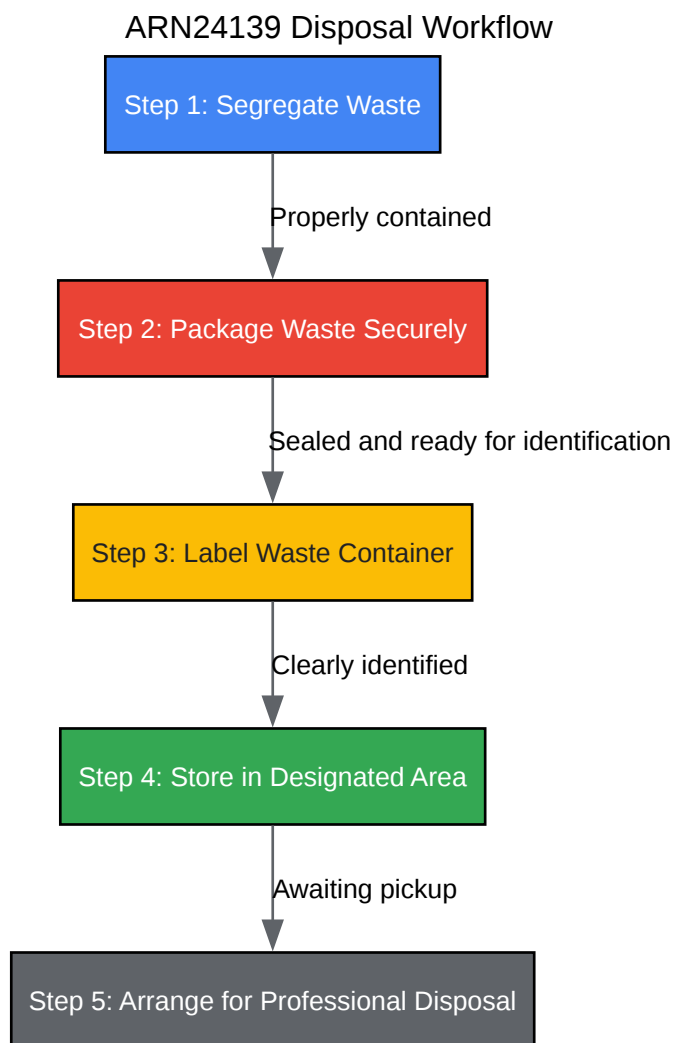 ARN24139 Disposal Workflow
Step 1: Segregate Waste
Properly contained
Step 2: Package Waste Securely
Sealed and ready for identification
Step 3: Label Waste Container
Clearly identified
Step 4: Store in Designated Area
Awaiting pickup
Step 5: Arrange for Professional Disposal